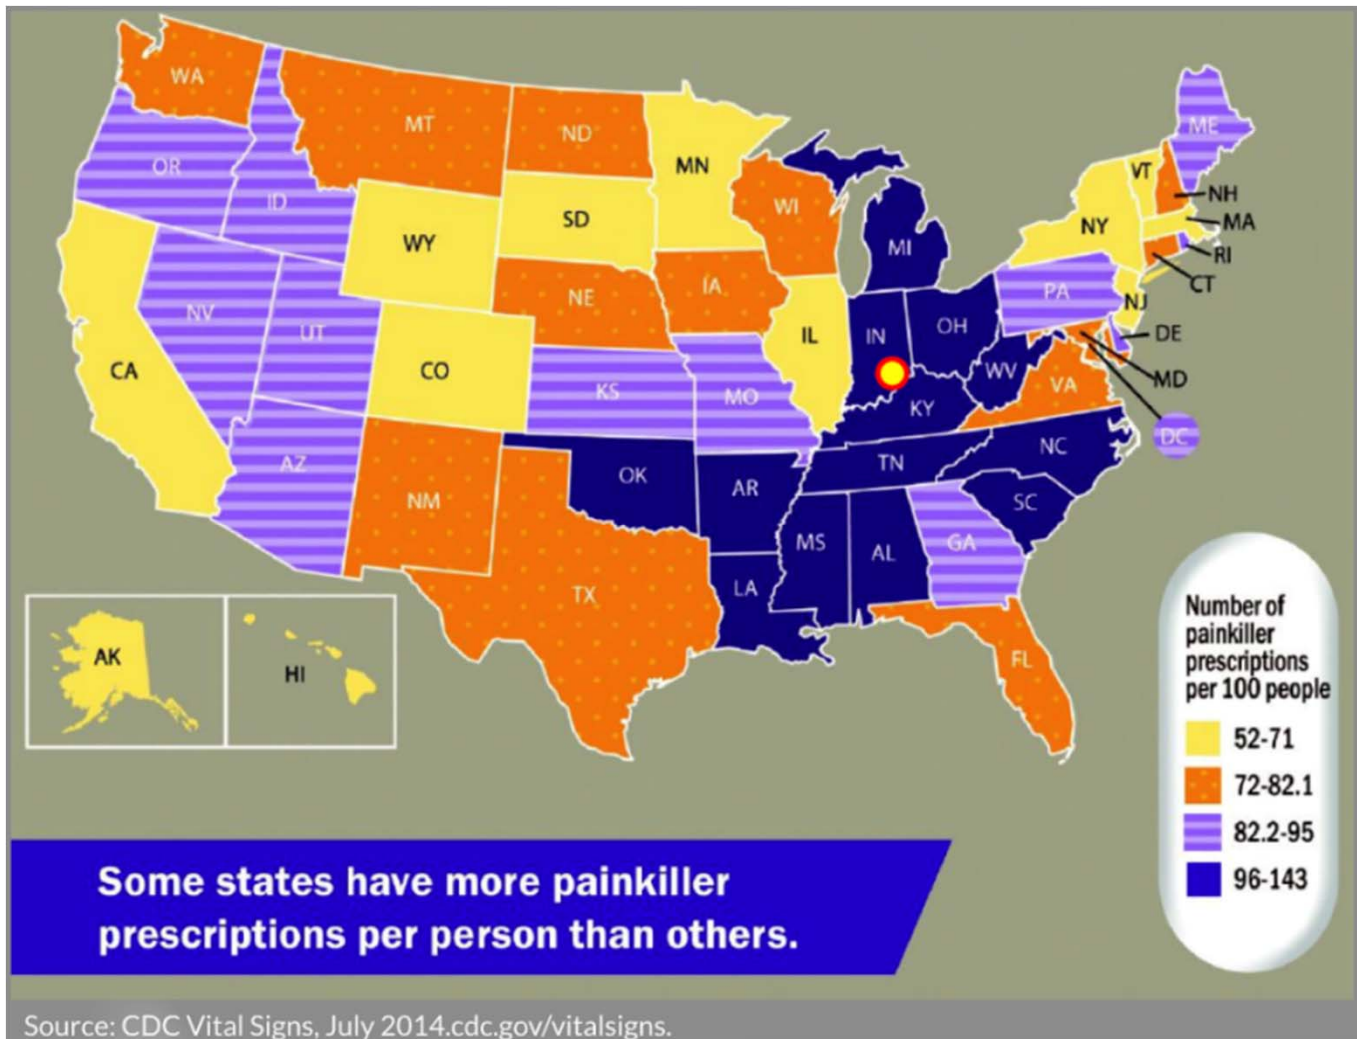 WA
MT
ND
MN
OR
ID
WY
SD
WI
MI
ME
VT
NH
NY
MA
RI
CT
NV
UT
CO
NE
IA
IL
IN
OH
PA
NJ
DE
MD
DC
CA
KS
MO
KY
WV
VA
AZ
NM
OK
AR
TN
NC
SC
TX
LA
MS
AL
GA
FL
AK
HI
Number of
painkiller
prescriptions
per 100 people
52-71
72-82.1
82.2-95
96-143
Some states have more painkiller
prescriptions per person than others.
Source: CDC Vital Signs, July 2014.cdc.gov/vitalsigns.